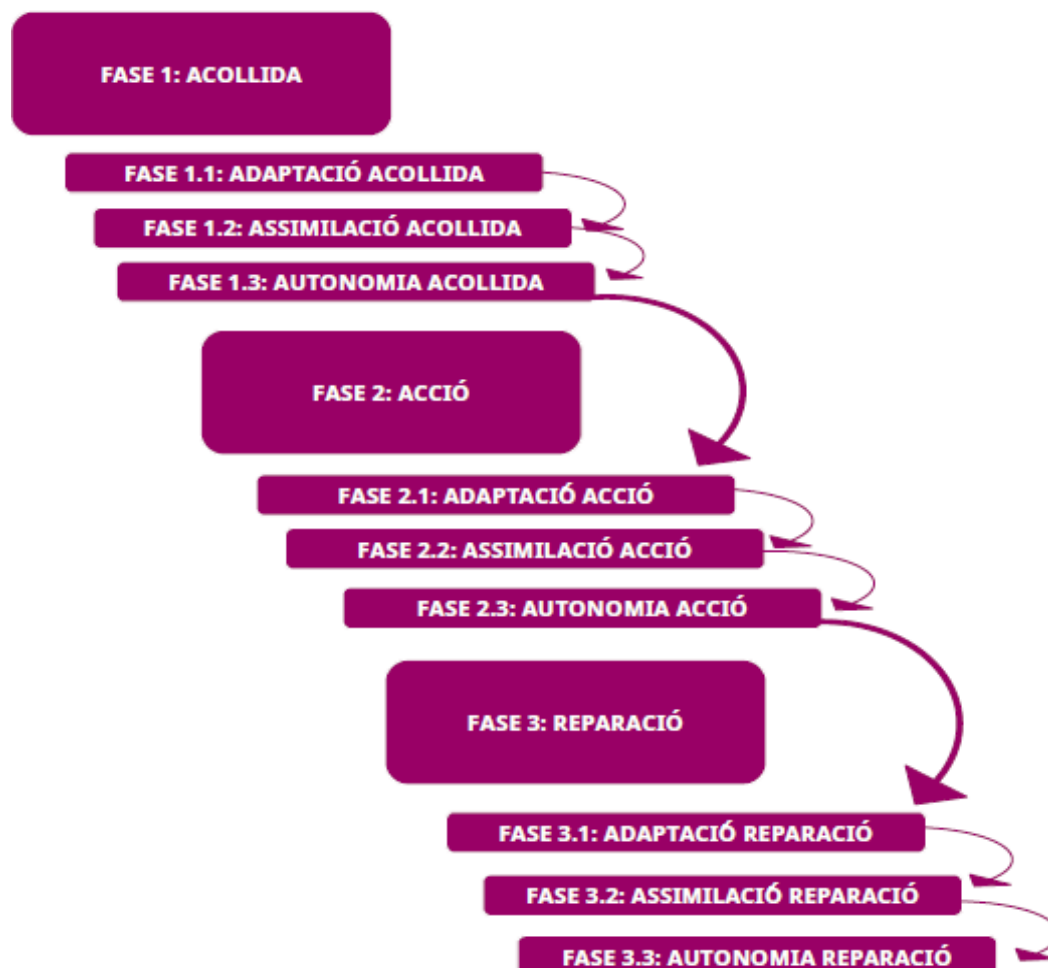 FASE 1: ACOLLIDA
FASE 1.1: ADAPTACIÓ ACOLLIDA
FASE 1.2: ASSIMILACIÓ ACOLLIDA
FASE 1.3: AUTONOMIA ACOLLIDA
FASE 2: ACCIÓ
FASE 2.1: ADAPTACIÓ ACCIÓ
FASE 2.2: ASSIMILACIÓ ACCIÓ
FASE 2.3: AUTONOMIA ACCIÓ
FASE 3: REPARACIÓ
FASE 3.1: ADAPTACIÓ REPARACIÓ
FASE 3.2: ASSIMILACIÓ REPARACIÓ
FASE 3.3: AUTONOMIA REPARACIÓ